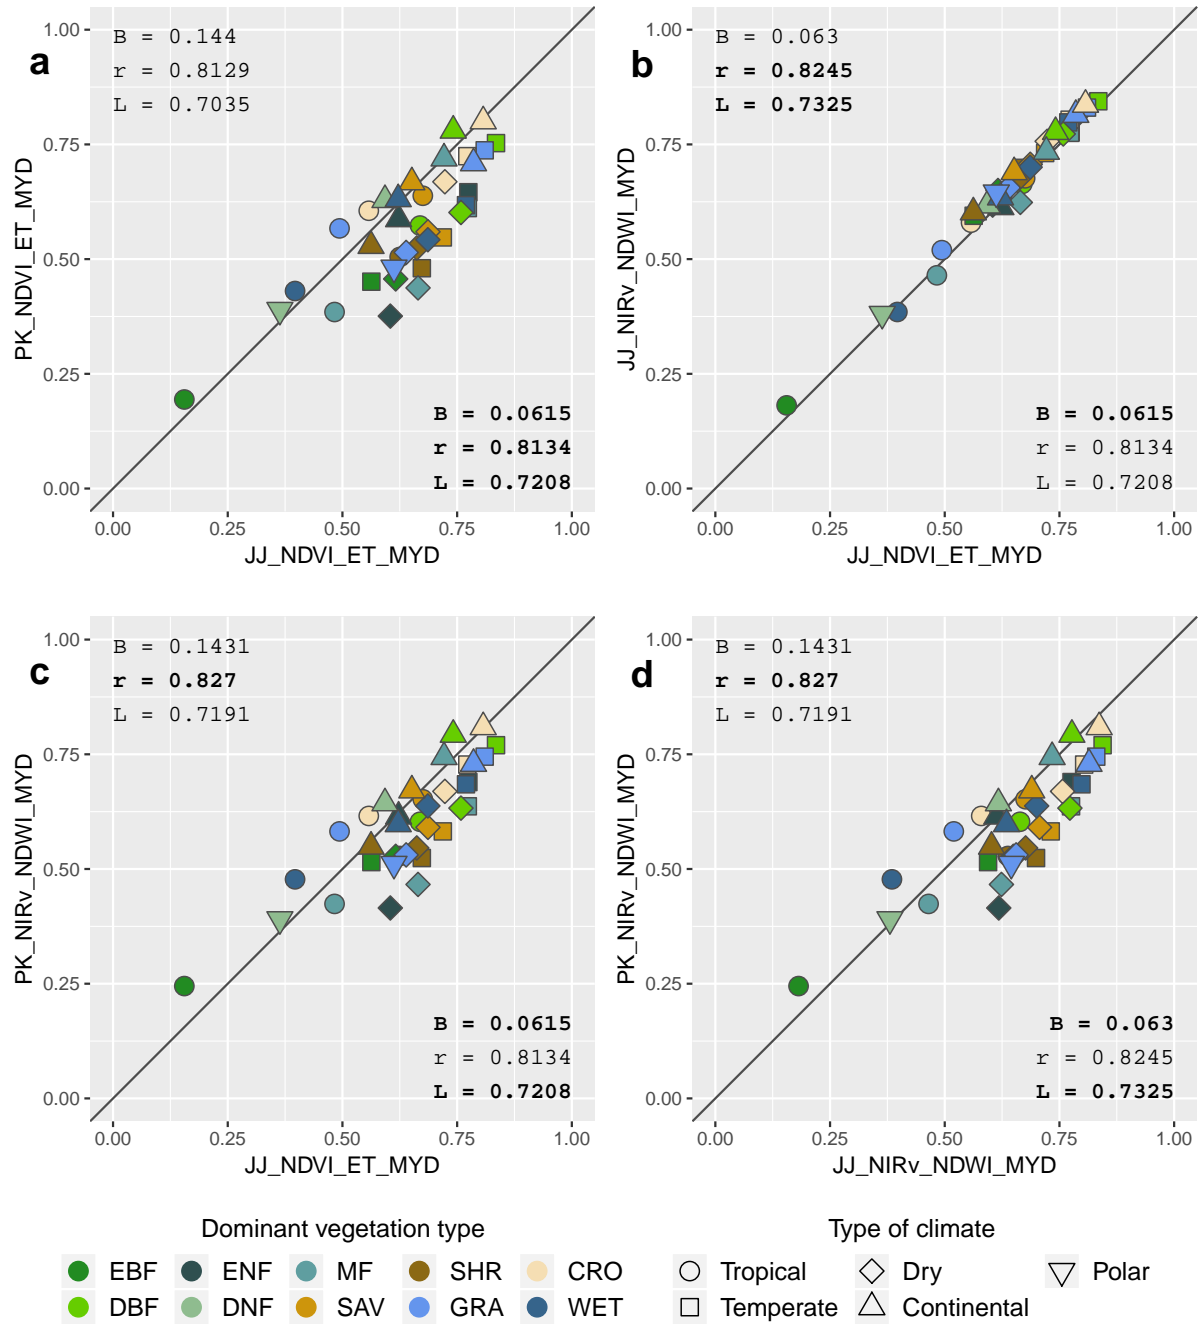 a
B = 0.144
r = 0.8129
L = 0.7035
B = 0.0615
r = 0.8134
L = 0.7208
1.00
0.75
0.50
0.25
0.00
PK_NDVI_ET_MYD
0.00 0.25 0.50 0.75 1.00
JJ_NDVI_ET_MYD
b
B = 0.063
r = 0.8245
L = 0.7325
B = 0.0615
r = 0.8134
L = 0.7208
1.00
0.75
0.50
0.25
0.00
JJ_NIRv_NDWI_MYD
0.00 0.25 0.50 0.75 1.00
JJ_NDVI_ET_MYD
c
B = 0.1431
r = 0.827
L = 0.7191
B = 0.0615
r = 0.8134
L = 0.7208
1.00
0.75
0.50
0.25
0.00
PK_NIRv_NDWI_MYD
0.00 0.25 0.50 0.75 1.00
JJ_NDVI_ET_MYD
d
B = 0.1431
r = 0.827
L = 0.7191
B = 0.063
r = 0.8245
L = 0.7325
1.00
0.75
0.50
0.25
0.00
PK_NIRv_NDWI_MYD
0.00 0.25 0.50 0.75 1.00
JJ_NIRv_NDWI_MYD
Dominant vegetation type
EBF ENF MF SHR CRO
DBF DNF SAV GRA WET
Type of climate
Tropical Dry Polar
Temperate Continental